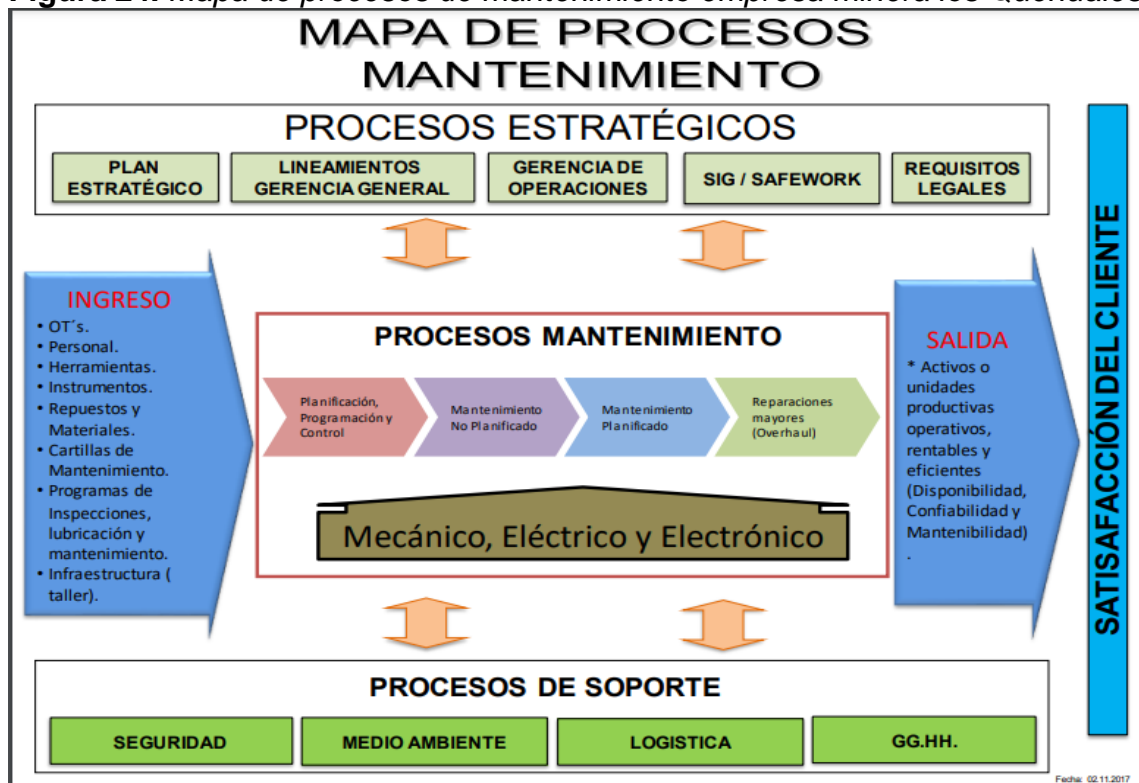 MAPA DE PROCESOS
MANTENIMIENTO
PROCESOS ESTRATÉGICOS
PLAN
ESTRATÉGICO
LINEAMIENTOS
GERENCIA GENERAL
GERENCIA DE
OPERACIONES
SIG / SAFEWORK
REQUISITOS
LEGALES
INGRESO
• OT´s.
• Personal.
• Herramientas.
• Instrumentos.
• Repuestos y
Materiales.
• Cartillas de
Mantenimiento.
• Programas de
Inspecciones,
lubricación y
mantenimiento.
• Infraestructura (
taller).
PROCESOS MANTENIMIENTO
Planificación,
Programación y
Control
Mantenimiento
No Planificado
Mantenimiento
Planificado
Reparaciones
mayores
(Overhaul)
Mecánico, Eléctrico y Electrónico
SALIDA
* Activos o
unidades
productivas
operativos,
rentables y
eficientes
(Disponibilidad,
Confiabilidad y
Mantenibilidad)
.
SATISAFACCIÓN DEL CLIENTE
PROCESOS DE SOPORTE
SEGURIDAD
MEDIO AMBIENTE
LOGISTICA
GG.HH.
Fecha: 02.11.2017